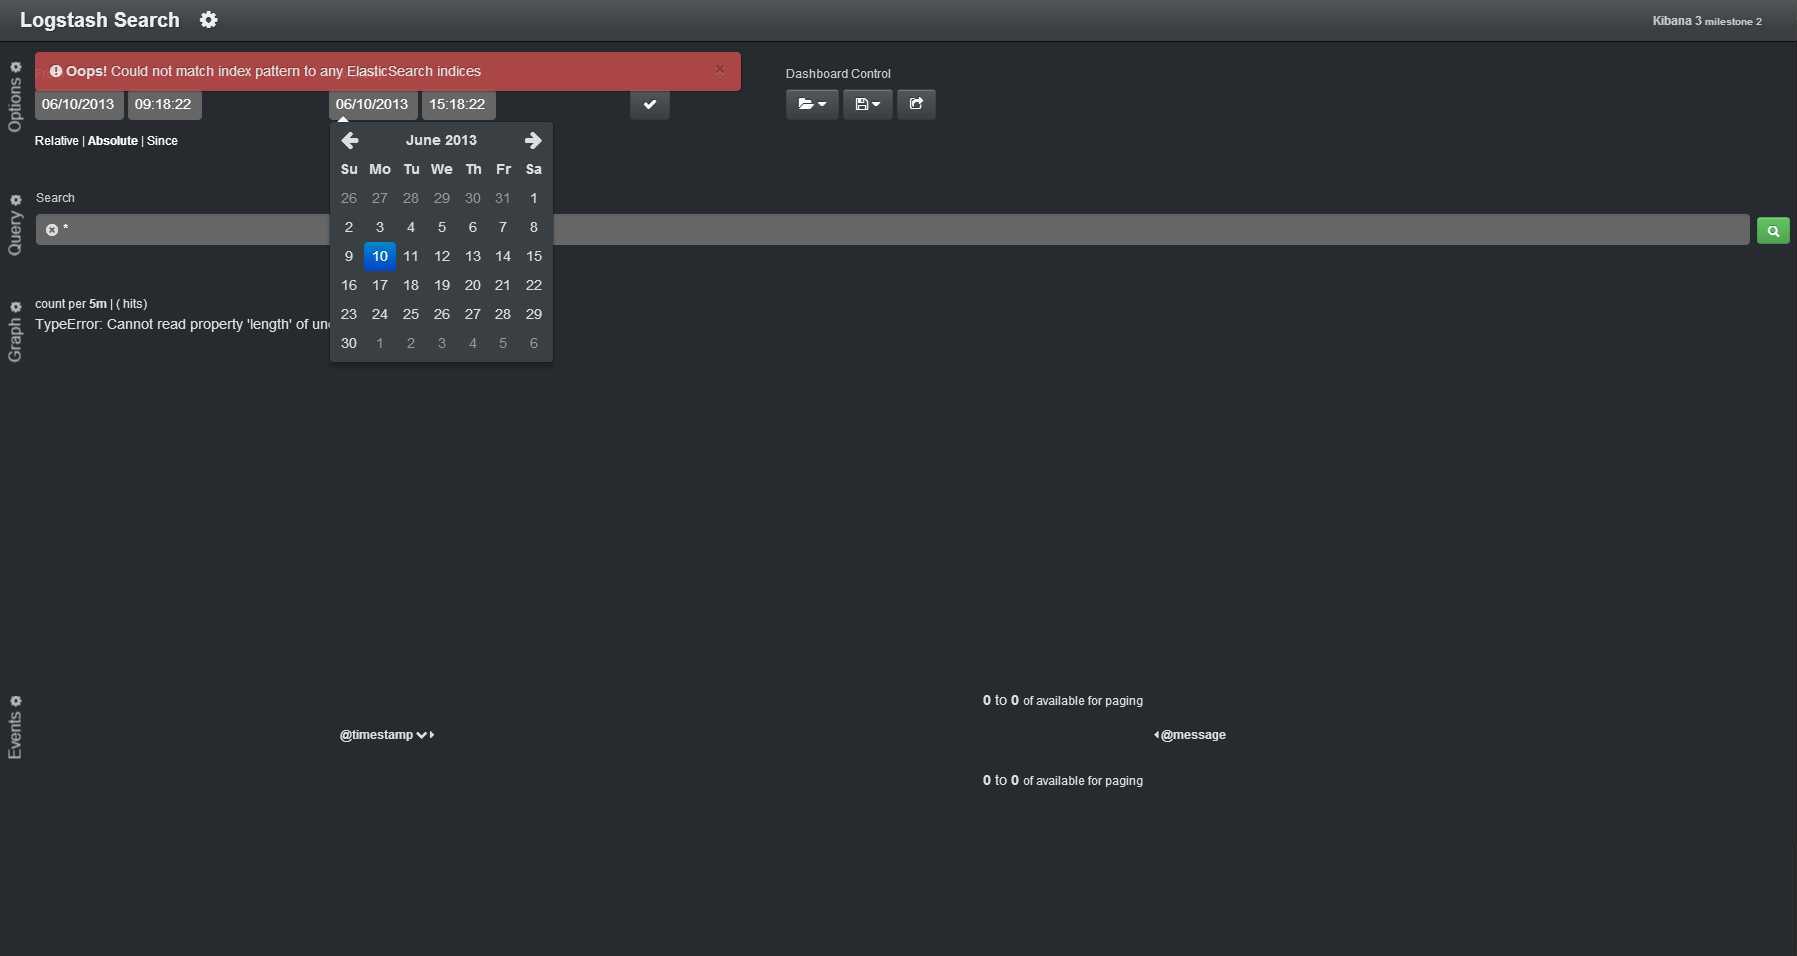 Logstash Search
Kibana 3 milestone 2
Options
Oops! Could not match index pattern to any ElasticSearch indices ×
Dashboard Control
06/10/2013 09:18:22 06/10/2013 15:18:22
Relative | Absolute | Since
June 2013
Su Mo Tu We Th Fr Sa
26 27 28 29 30 31 1
2 3 4 5 6 7 8
9 10 11 12 13 14 15
16 17 18 19 20 21 22
23 24 25 26 27 28 29
30 1 2 3 4 5 6
Query
Search
*
Graph
count per 5m | ( hits)
TypeError: Cannot read property 'length' of
Events
0 to 0 of available for paging
@timestamp
@message
0 to 0 of available for paging